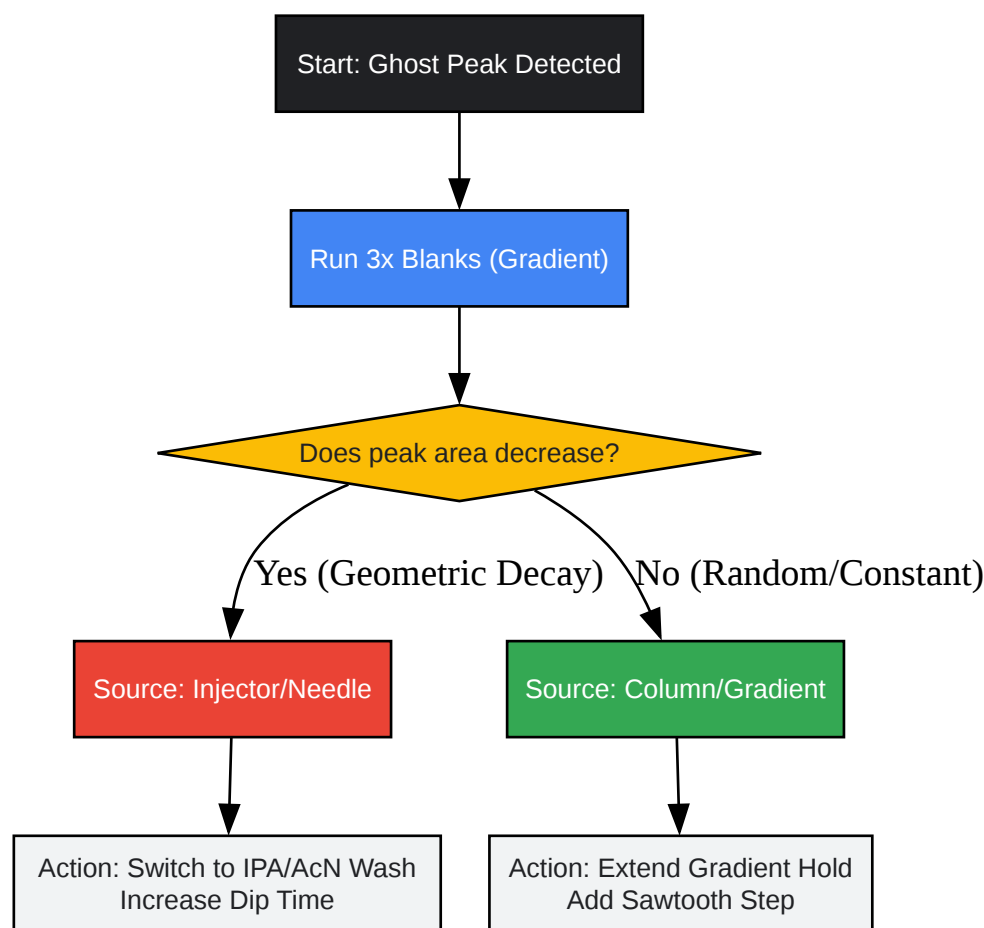 Start: Ghost Peak Detected
Run 3x Blanks (Gradient)
Does peak area decrease?
Yes (Geometric Decay)
No (Random/Constant)
Source: Injector/Needle
Source: Column/Gradient
Action: Switch to IPA/AcN Wash
Increase Dip Time
Action: Extend Gradient Hold
Add Sawtooth Step